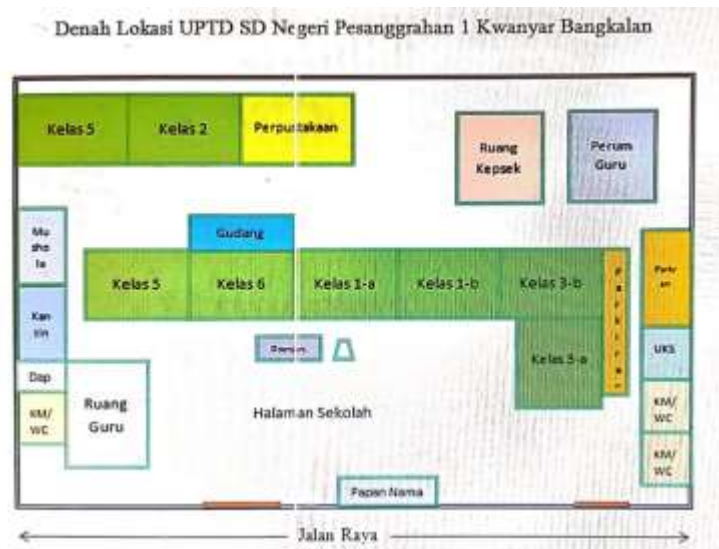 Denah Lokasi UPTD SD Negeri Pesanggrahan 1 Kwanyar Bangkalan
Kelas 5
Kelas 2
Perpustakaan
Ruang
Kepsek
Perum
Guru
Mu
sho
la
Gudang
Kelas 5
Kelas 6
Kelas 1-a
Kelas 1-b
Kelas 3-b
Kan
tin
UKS
Dap
Ruang
Guru
KM/
WC
Halaman Sekolah
KM/
WC
KM/
WC
Papan Nama
Jalan Raya